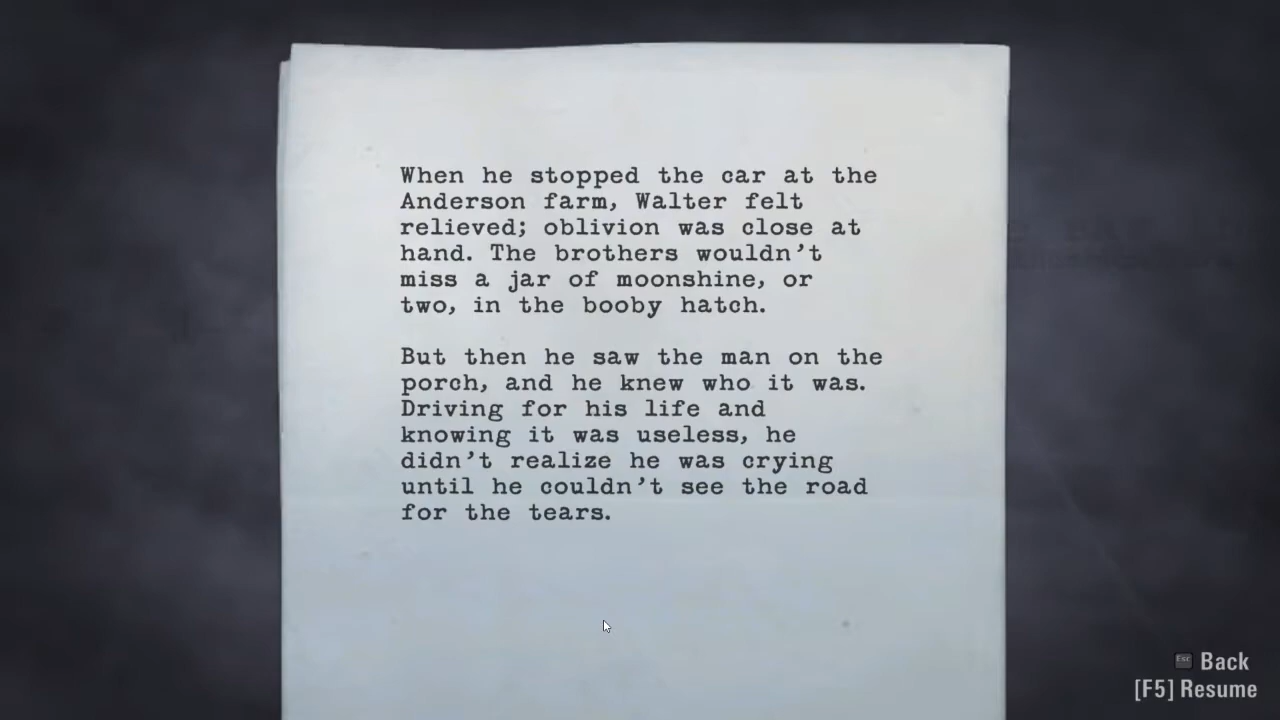 When he stopped the car at the
Anderson farm, Walter felt
relieved; oblivion was close at
hand. The brothers wouldn't
miss a jar of moonshine, or
two, in the booby hatch.
But then he saw the man on the
porch, and he knew who it was.
Driving for his life and
knowing it was useless, he
didn't realize he was crying
until he couldn't see the road
for the tears.
Esc Back
[F5] Resume